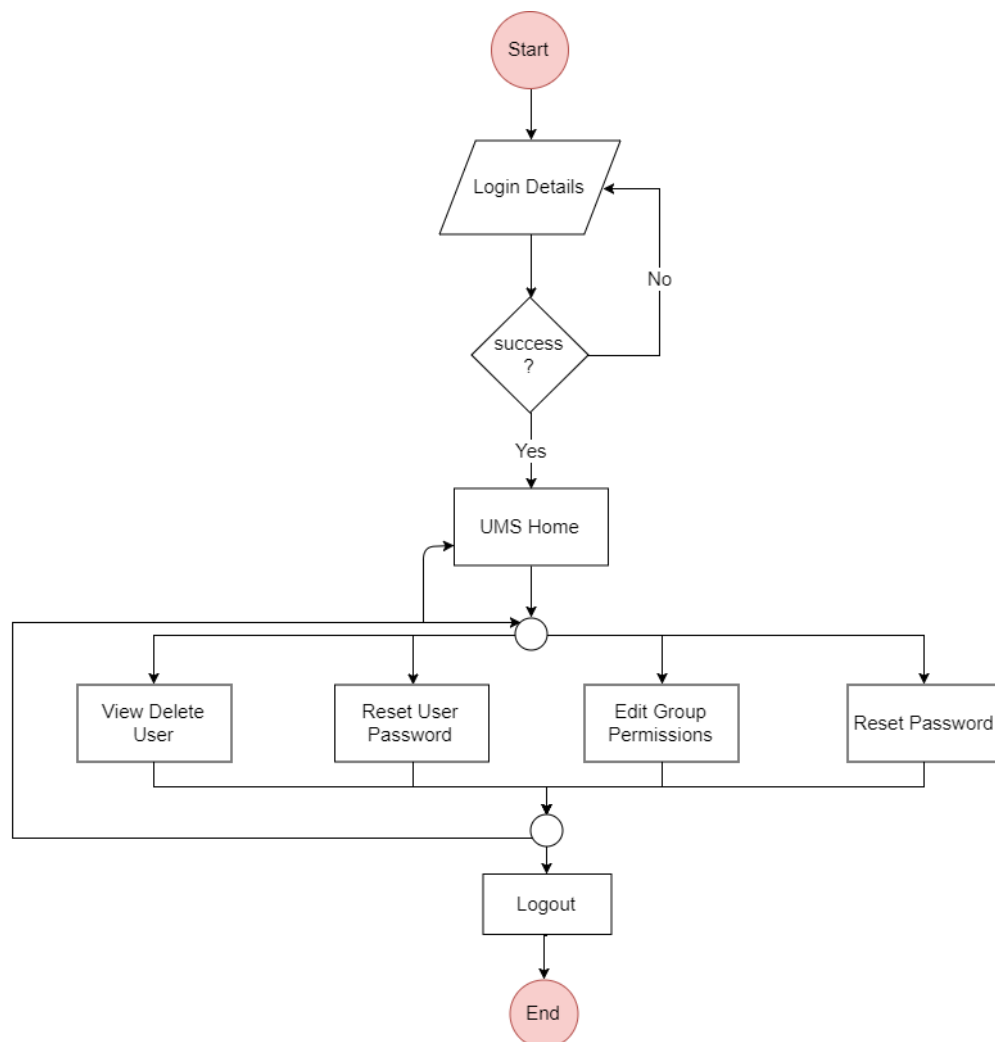 Start
Login Details
No
success
?
Yes
UMS Home
View Delete
User
Reset User
Password
Edit Group
Permissions
Reset Password
Logout
End